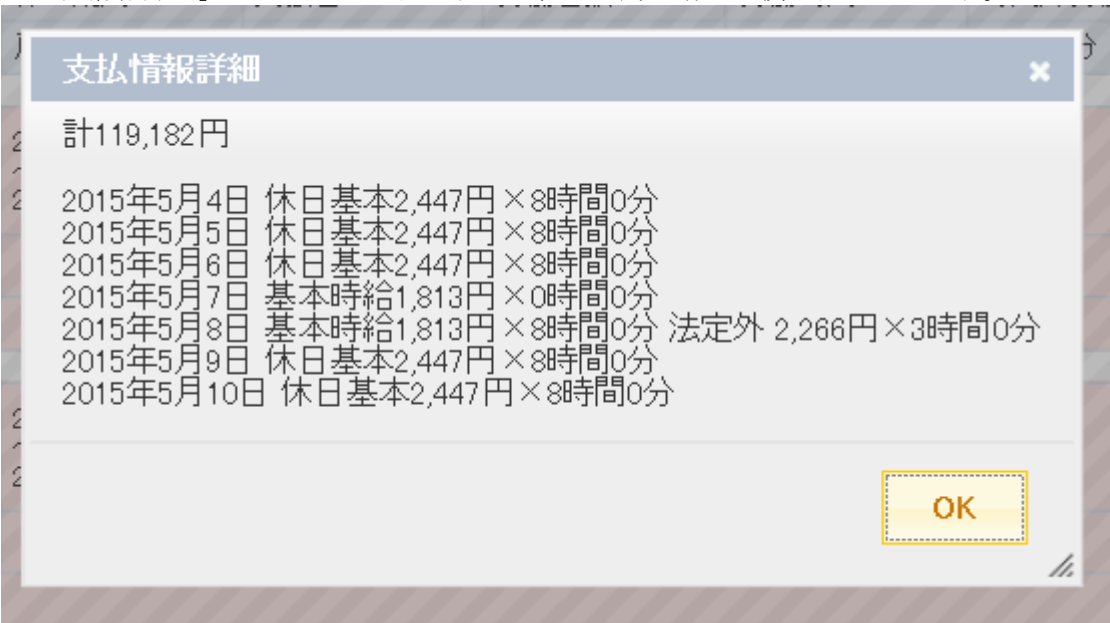 支払情報詳細
計119,182円
2015年5月4日 休日基本2,447円×8時間0分
2015年5月5日 休日基本2,447円×8時間0分
2015年5月6日 休日基本2,447円×8時間0分
2015年5月7日 基本時給1,813円×0時間0分
2015年5月8日 基本時給1,813円×8時間0分 法定外 2,266円×3時間0分
2015年5月9日 休日基本2,447円×8時間0分
2015年5月10日 休日基本2,447円×8時間0分
OK